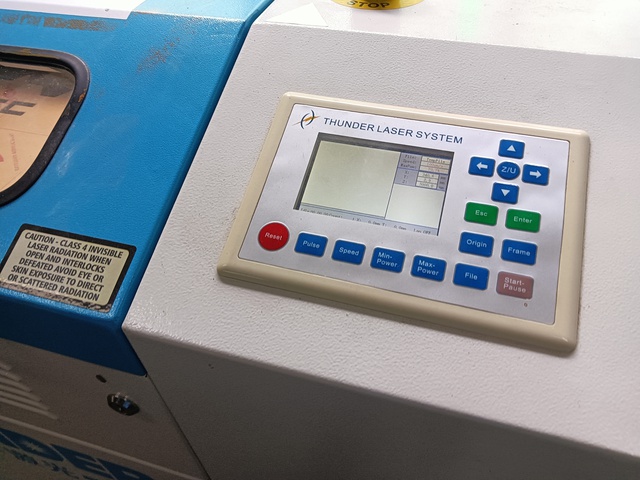 STOP
THUNDER LASER SYSTEM
Z/U
Esc
Enter
Origin
Frame
Reset
Pulse
Speed
Min-
Power
Max-
Power
File
Start-
Pause
CAUTION - CLASS 4 INVISIBLE
LASER RADIATION WHEN
OPEN AND INTERLOCKS
DEFEATED AVOID EYE OR
SKIN EXPOSURE TO DIRECT
OR SCATTERED RADIATION